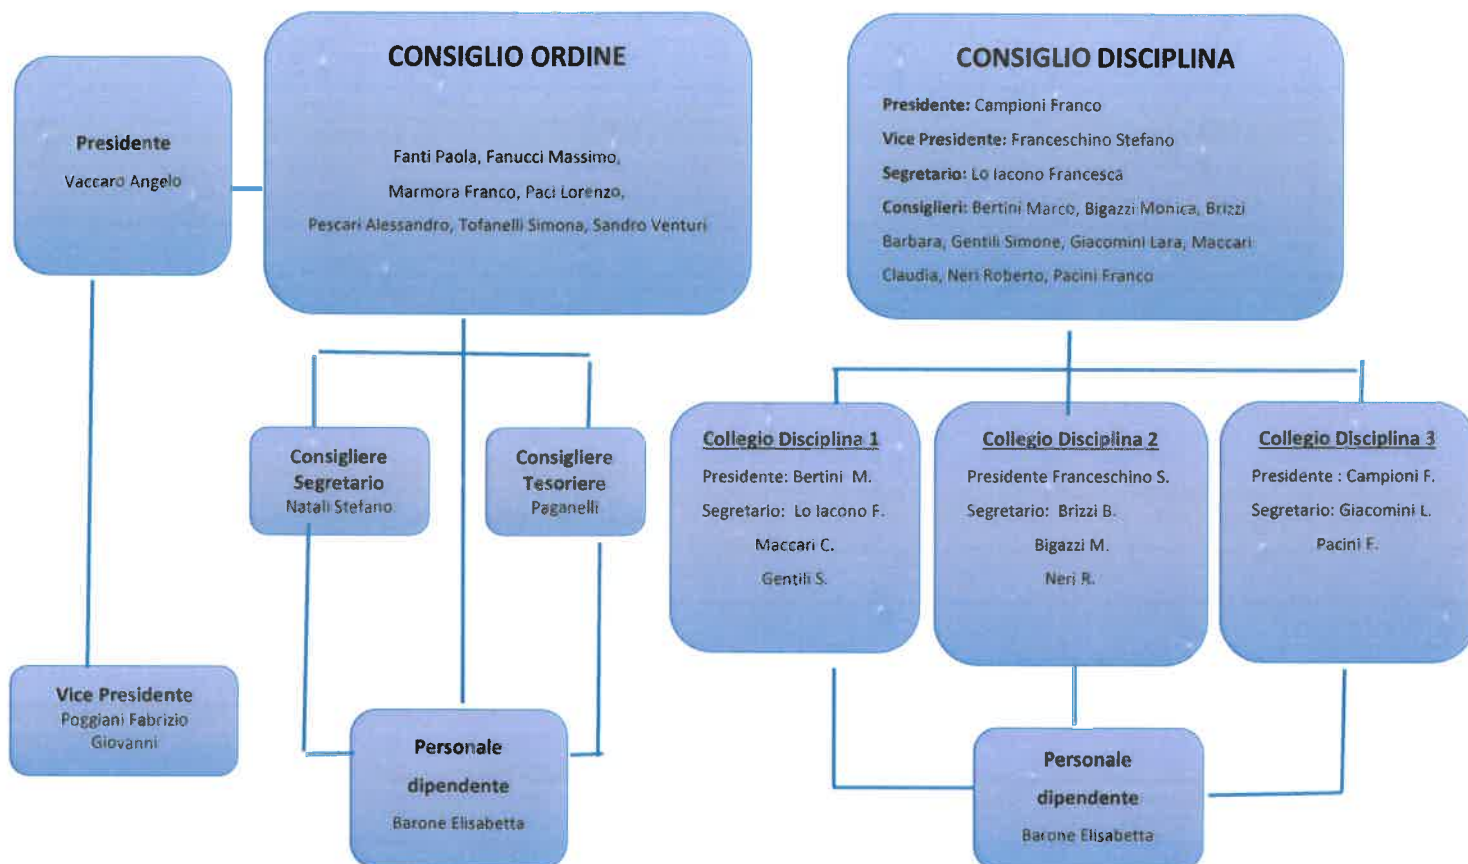 Presidente
Vaccaro Angelo
CONSIGLIO ORDINE
Fanti Paola, Fanucci Massimo,
Marmora Franco, Paci Lorenzo,
Pescari Alessandro, Tofanelli Simona, Sandro Venturi
CONSIGLIO DISCIPLINA
Presidente: Campioni Franco
Vice Presidente: Franceschino Stefano
Segretario: Lo Iacono Francesca
Consiglieri: Bertini Marco, Bigazzi Monica, Brizzi
Barbara, Gentili Simone, Giacomini Lara, Maccari
Claudia, Neri Roberto, Pacini Franco
Consigliere
Segretario
Natali Stefano
Consigliere
Tesoriere
Paganelli
Collegio Disciplina 1
Presidente: Bertini M.
Segretario: Lo Iacono F.
Maccari C.
Gentili S.
Collegio Disciplina 2
Presidente Franceschino S.
Segretario: Brizzi B.
Bigazzi M.
Neri R.
Collegio Disciplina 3
Presidente : Campioni F.
Segretario: Giacomini L.
Pacini F.
Vice Presidente
Poggiani Fabrizio
Giovanni
Personale
dipendente
Barone Elisabetta
Personale
dipendente
Barone Elisabetta